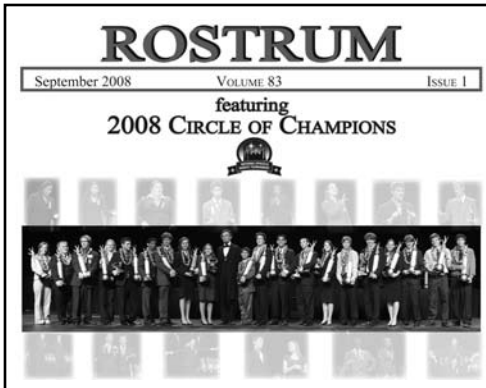 ROSTRUM
September 2008 VOLUME 83 ISSUE 1
featuring
2008 CIRCLE OF CHAMPIONS